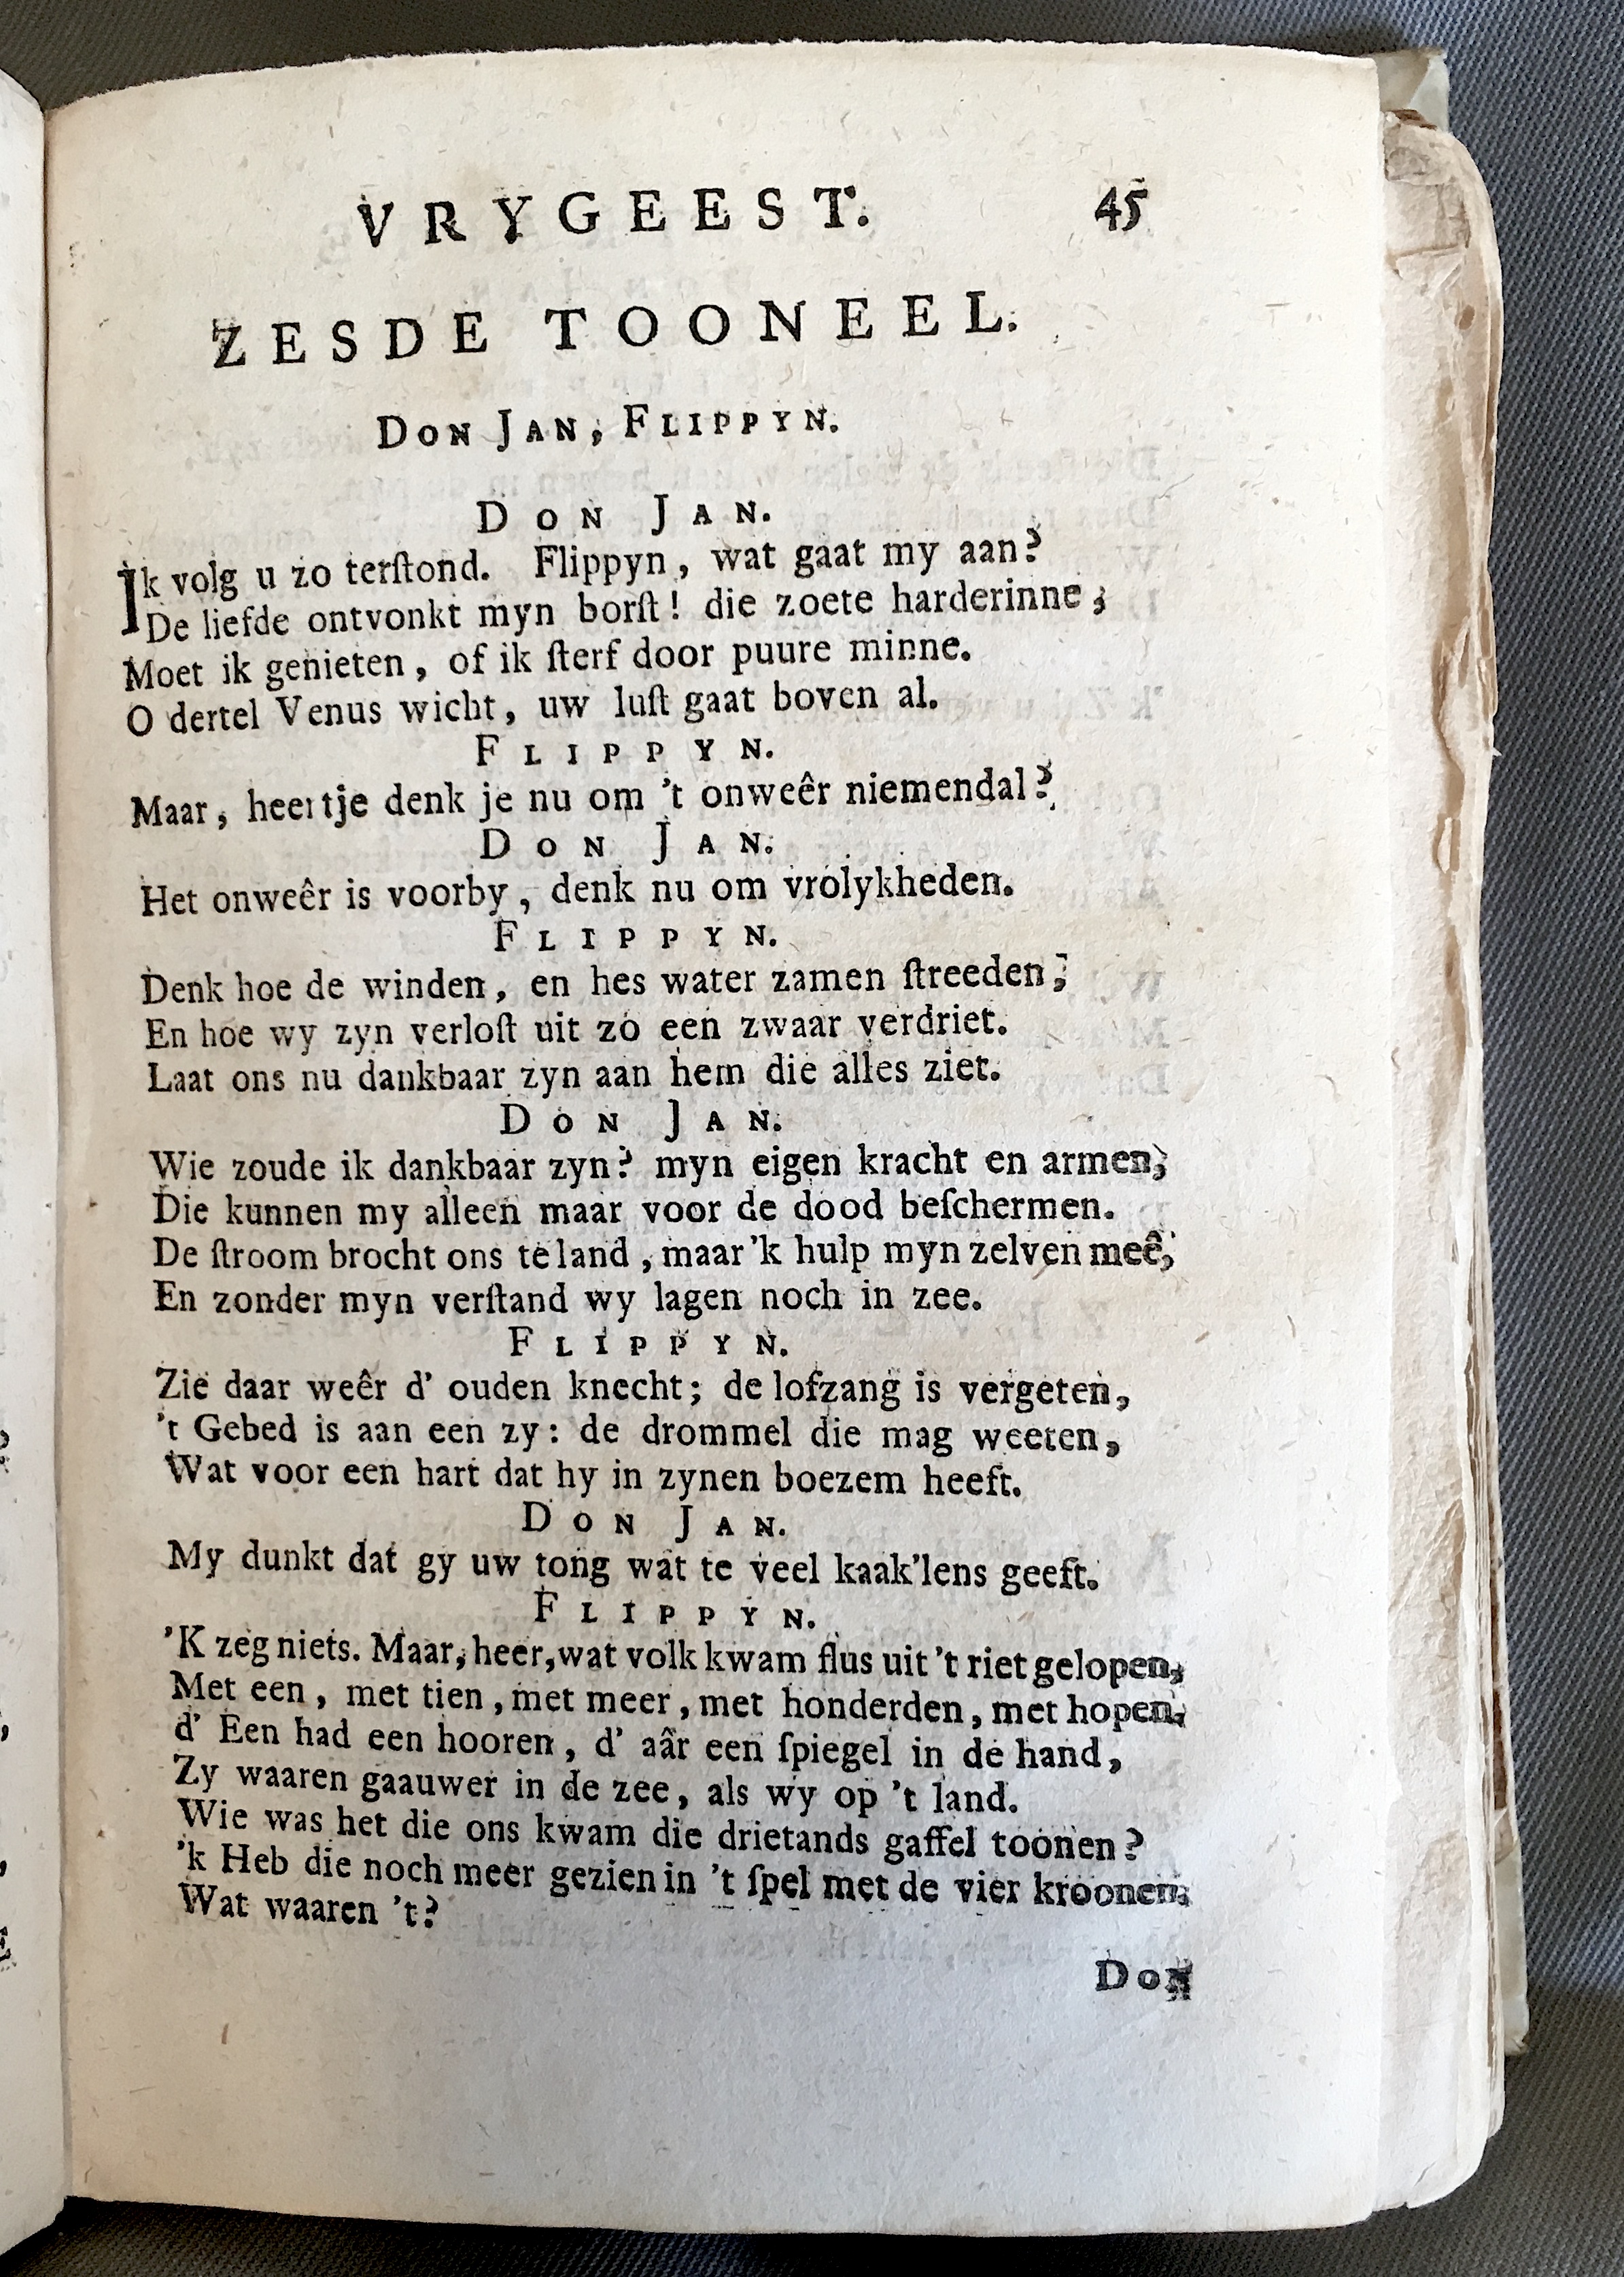 VRYGEEST. 45
ZESDE TOONEEL.
DON JAN, FLIPPYN.
DON JAN.
Ik volg u zo terſtond. Flippyn, wat gaat my aan?
De liefde ontvonkt myn borſt! die zoete harderinne;
Moet ik genieten, of ik ſterf door puure minne.
O dertel Venus wicht, uw luſt gaat boven al.
FLIPPYN.
Maar, heertje denk je nu om 't onweêr niemendal?
DON JAN.
Het onweêr is voorby, denk nu om vrolykheden.
FLIPPYN.
Denk hoe de winden, en hes water zamen ſtreeden;
En hoe wy zyn verloſt uit zo een zwaar verdriet.
Laat ons nu dankbaar zyn aan hem die alles ziet.
DON JAN.
Wie zoude ik dankbaar zyn? myn eigen kracht en armen;
Die kunnen my alleen maar voor de dood beſchermen.
De ſtroom brocht ons te land, maar 'k hulp myn zelven meê;
En zonder myn verſtand wy lagen noch in zee.
FLIPPYN.
Zie daar weêr d' ouden knecht; de lofzang is vergeten,
't Gebed is aan een zy: de drommel die mag weeten,
Wat voor een hart dat hy in zynen boezem heeft.
DON JAN.
My dunkt dat gy uw tong wat te veel kaak'lens geeft.
FLIPPYN.
'K zeg niets. Maar, heer, wat volk kwam flus uit 't riet gelopen,
Met een, met tien, met meer, met honderden, met hopen,
d' Een had een hooren, d' aâr een ſpiegel in de hand,
Zy waaren gaauwer in de zee, als wy op 't land.
Wie was het die ons kwam die drietands gaffel toonen?
'k Heb die noch meer gezien in 't ſpel met de vier kroonen,
Wat waaren 't?
DON